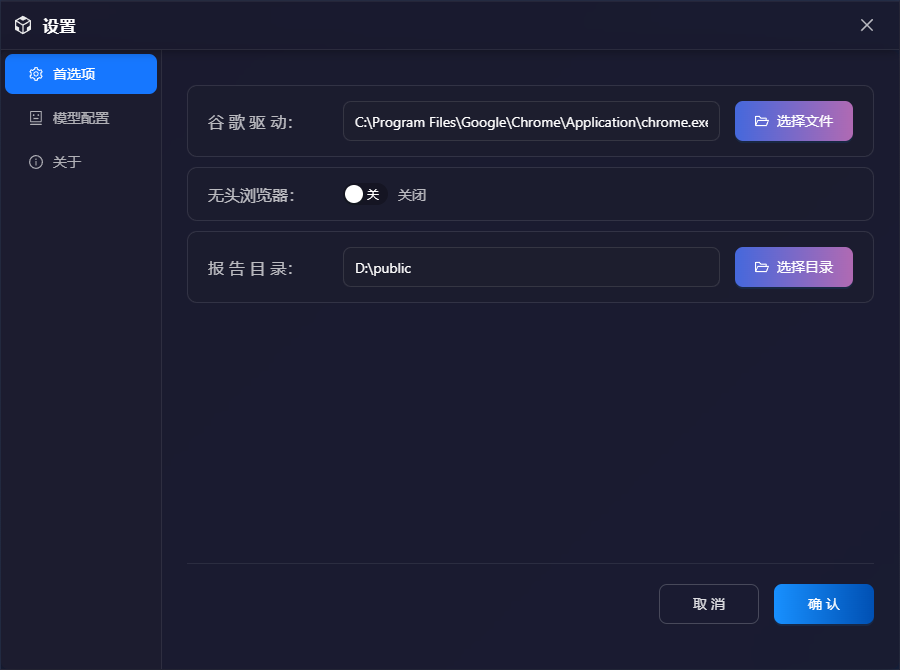 设置
首选项
模型配置
关于
谷歌驱动：
C:\Program Files\Google\Chrome\Application\chrome.exe
选择文件
无头浏览器：
关
关闭
报告目录：
D:\public
选择目录
取消
确认